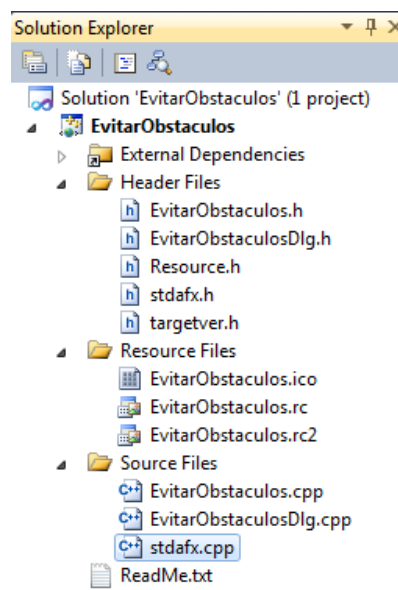 Solution Explorer
Solution 'EvitarObstaculos' (1 project)
EvitarObstaculos
External Dependencies
Header Files
h EvitarObstaculos.h
h EvitarObstaculosDlg.h
h Resource.h
h stdafx.h
h targetver.h
Resource Files
EvitarObstaculos.ico
EvitarObstaculos.rc
EvitarObstaculos.rc2
Source Files
C++ EvitarObstaculos.cpp
C++ EvitarObstaculosDlg.cpp
C++ stdafx.cpp
ReadMe.txt